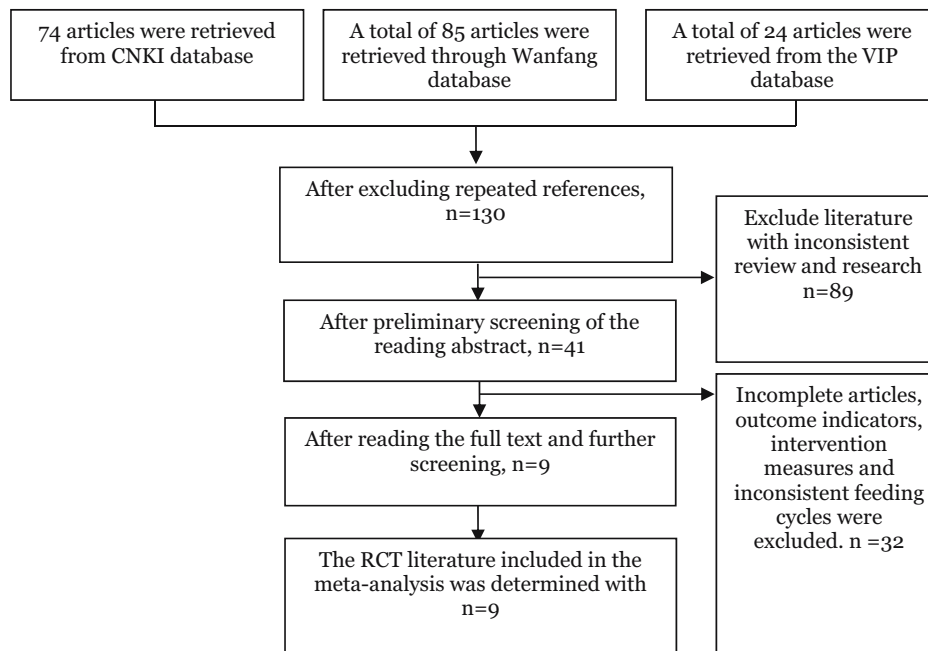 74 articles were retrieved
from CNKI database
A total of 85 articles were
retrieved through Wanfang
database
A total of 24 articles were
retrieved from the VIP
database
After excluding repeated references,
n=130
Exclude literature
with inconsistent
review and research
n=89
After preliminary screening of the
reading abstract, n=41
Incomplete articles,
outcome indicators,
intervention
measures and
inconsistent feeding
cycles were
excluded. n =32
After reading the full text and further
screening, n=9
The RCT literature included in the
meta-analysis was determined with
n=9